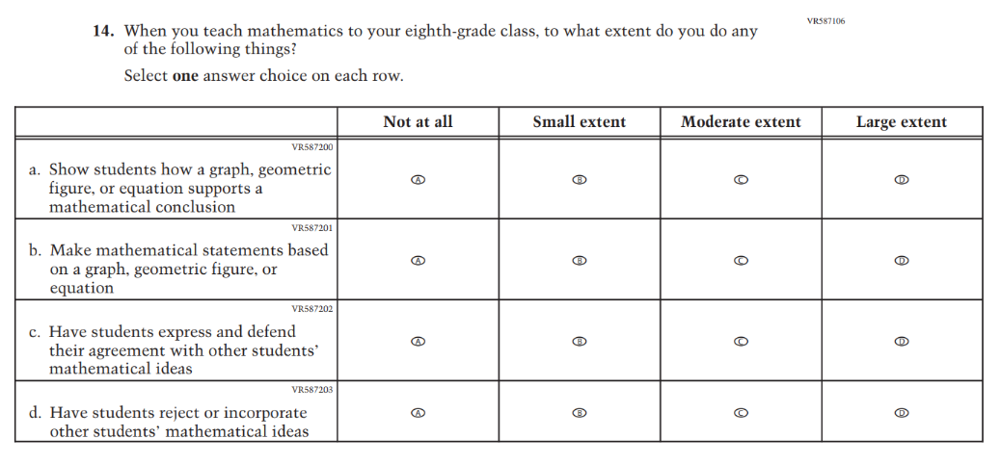 VR587106
14. When you teach mathematics to your eighth-grade class, to what extent do you do any
of the following things?
Select one answer choice on each row.
Not at all Small extent Moderate extent Large extent
VR587200
a. Show students how a graph, geometric
figure, or equation supports a
mathematical conclusion
A B C D
VR587201
b. Make mathematical statements based
on a graph, geometric figure, or
equation
A B C D
VR587202
c. Have students express and defend
their agreement with other students’
mathematical ideas
A B C D
VR587203
d. Have students reject or incorporate
other students’ mathematical ideas
A B C D